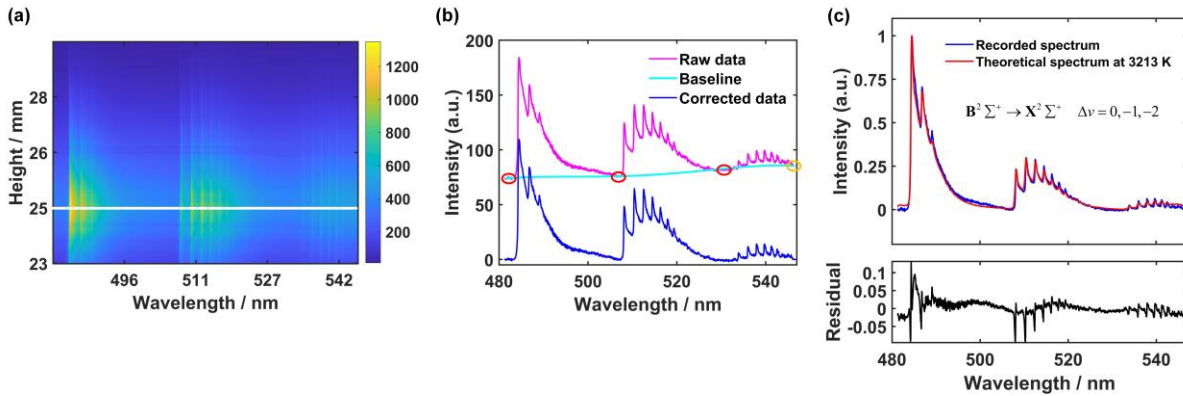 (a)
Height / mm
28
26
25
23
496
511
527
542
Wavelength / nm
1200
1000
800
600
400
200
(b)
Intensity (a.u.)
200
150
100
50
0
480
500
520
540
Wavelength / nm
Raw data
Baseline
Corrected data
(c)
Intensity (a.u.)
1
0.75
0.5
0.25
0
Recorded spectrum
Theoretical spectrum at 3213 K
B²Σ⁺ → X²Σ⁺ Δv = 0, −1, −2
Residual
0.1
0.05
-0.05
480
500
520
540
Wavelength / nm